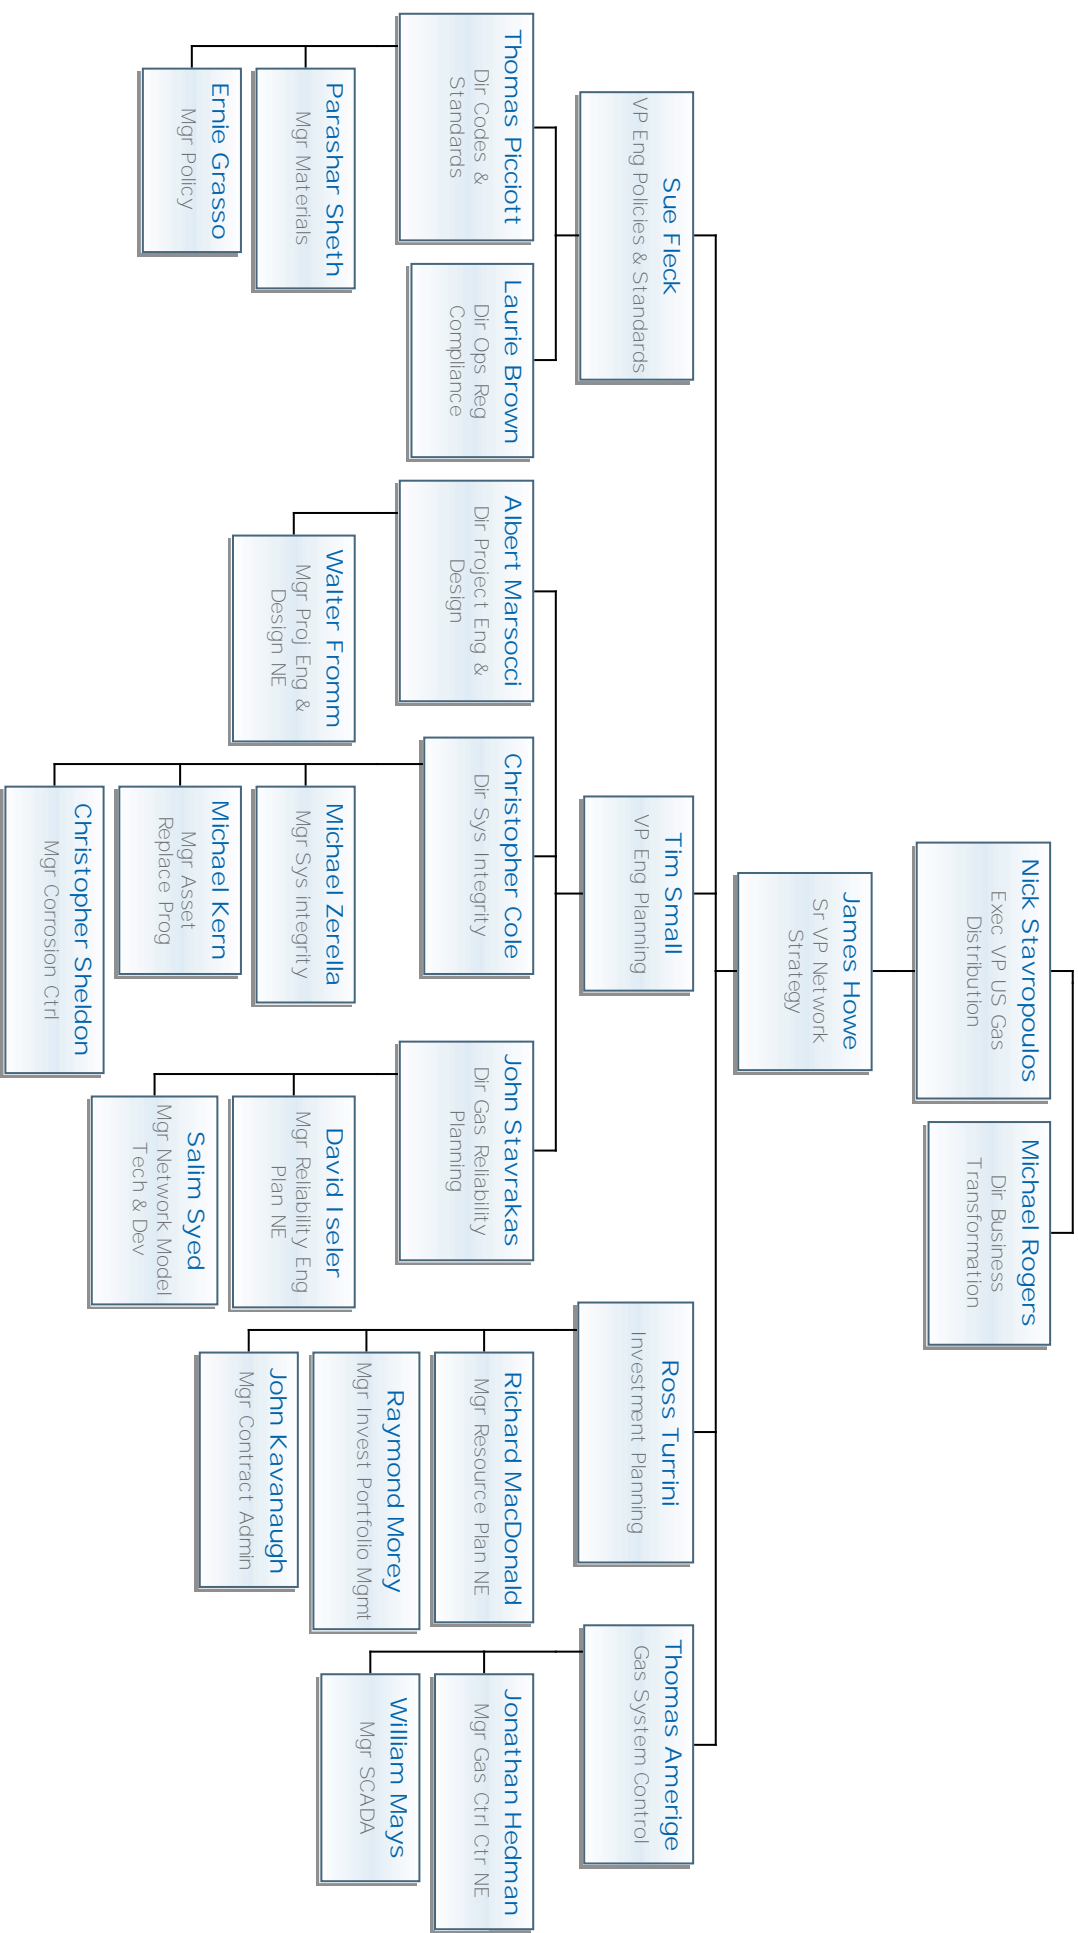 Nick Stavropoulos
Exec VP US Gas
Distribution
Michael Rogers
Dir Business
Transformation
James Howe
Sr VP Network
Strategy
Sue Fleck
VP Eng Policies & Standards
Tim Small
VP Eng Planning
Ross Turrini
Investment Planning
Thomas Amerige
Gas System Control
Thomas Picciott
Dir Codes &
Standards
Laurie Brown
Dir Ops Reg
Compliance
Albert Marsocci
Dir Project Eng &
Design
Christopher Cole
Dir Sys Integrity
John Stavrakas
Dir Gas Reliability
Planning
Richard MacDonald
Mgr Resource Plan NE
Jonathan Hedman
Mgr Gas Ctrl Ctr NE
Raymond Morey
Mgr Invest Portfolio Mgmt
William Mays
Mgr SCADA
Parashar Sheth
Mgr Materials
Walter Fromm
Mgr Proj Eng &
Design NE
Michael Zerella
Mgr Sys integrity
David Iseler
Mgr Reliability Eng
Plan NE
John Kavanaugh
Mgr Contract Admin
Ernie Grasso
Mgr Policy
Michael Kern
Mgr Asset
Replace Prog
Salim Syed
Mgr Network Model
Tech & Dev
Christopher Sheldon
Mgr Corrosion Ctrl